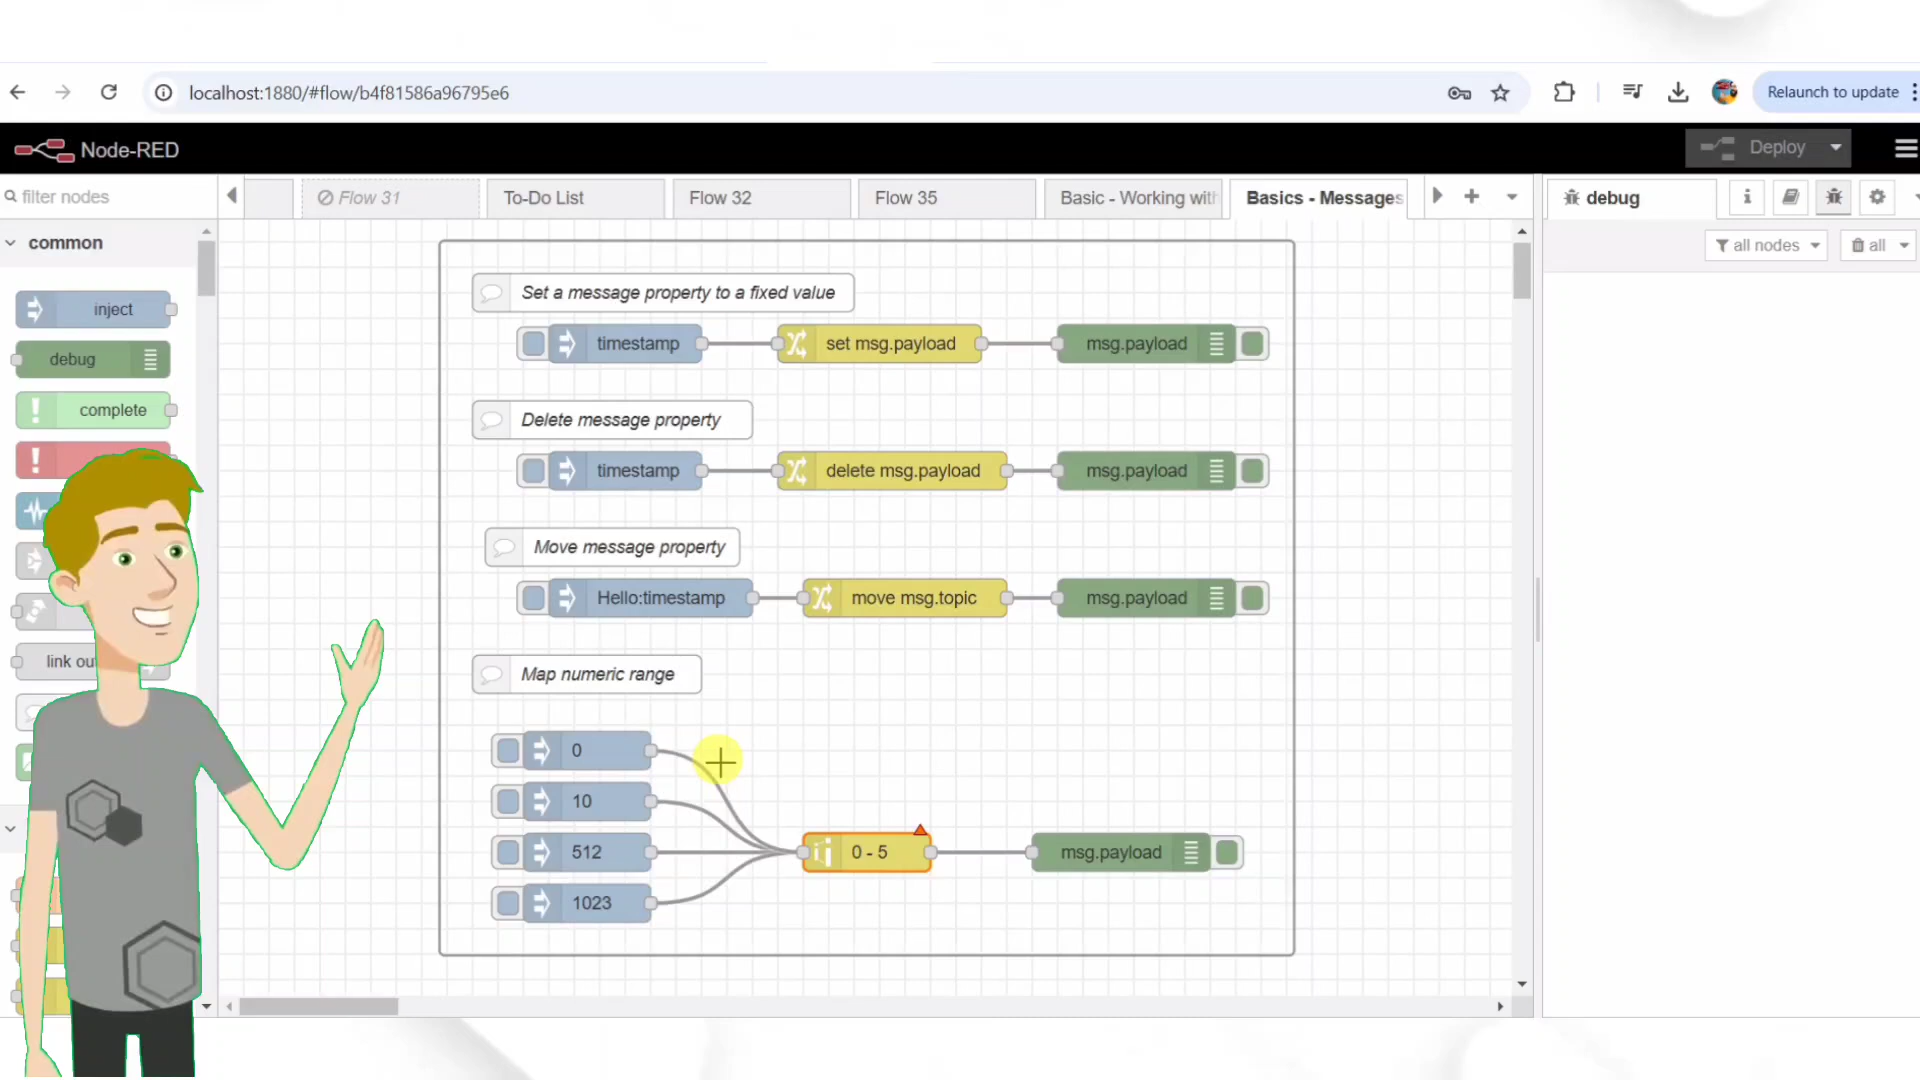 localhost:1880/#flow/b4f81586a96795e6
Relaunch to update
Node-RED
Deploy
filter nodes
Flow 31
To-Do List
Flow 32
Flow 35
Basic - Working with
Basics - Messages
debug
all nodes
all
common
inject
debug
complete
link out
Set a message property to a fixed value
timestamp
set msg.payload
msg.payload
Delete message property
timestamp
delete msg.payload
msg.payload
Move message property
Hello:timestamp
move msg.topic
msg.payload
Map numeric range
0
10
512
1023
0 - 5
msg.payload